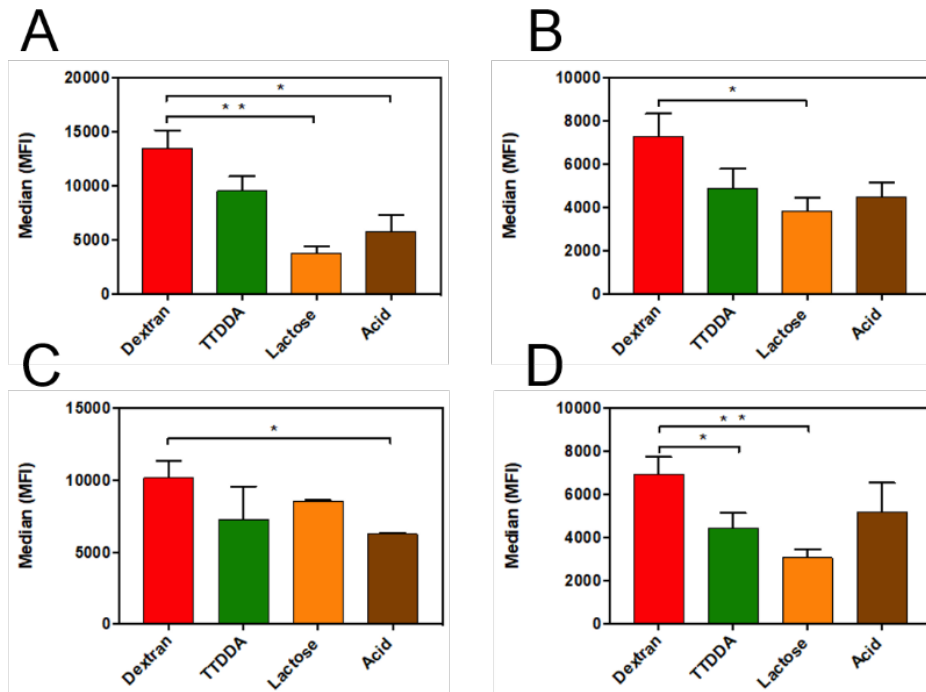 A
Median (MFI)
20000
15000
10000
5000
0
*
* *
Dextran
TTDDA
Lactose
Acid
B
Median (MFI)
10000
8000
6000
4000
2000
0
*
Dextran
TTDDA
Lactose
Acid
C
Median (MFI)
15000
10000
5000
0
*
Dextran
TTDDA
Lactose
Acid
D
Median (MFI)
10000
8000
6000
4000
2000
0
* *
*
Dextran
TTDDA
Lactose
Acid